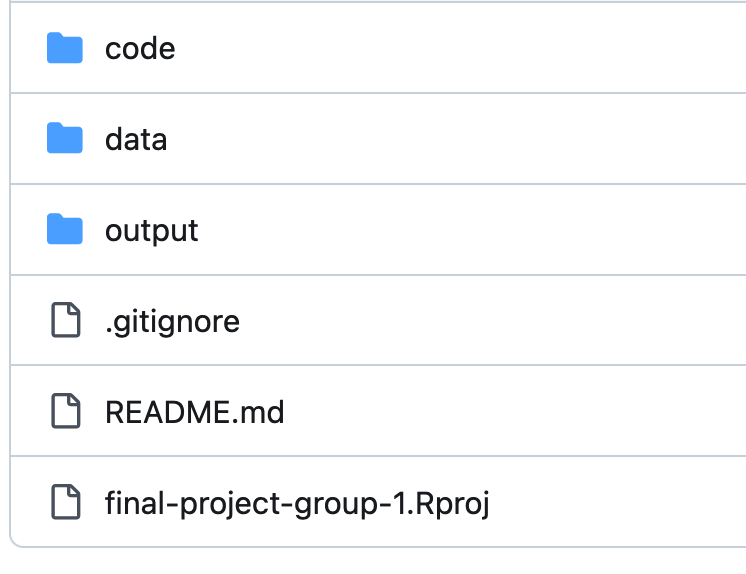 code
data
output
.gitignore
README.md
final-project-group-1.Rproj